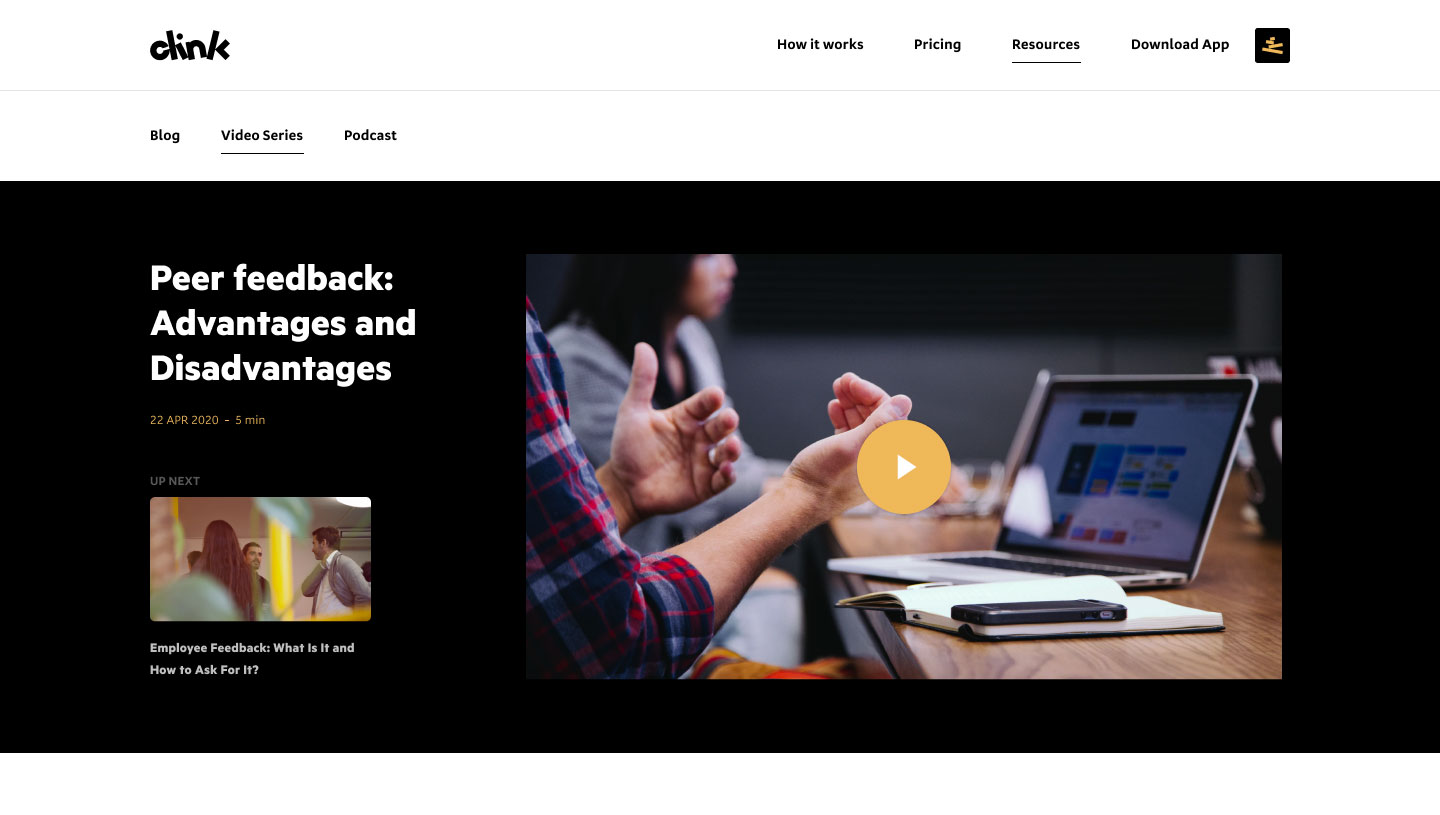 clink
How it works
Pricing
Resources
Download App
Blog
Video Series
Podcast
Peer feedback:
Advantages and
Disadvantages
22 APR 2020 - 5 min
UP NEXT
Employee Feedback: What Is It and
How to Ask For It?